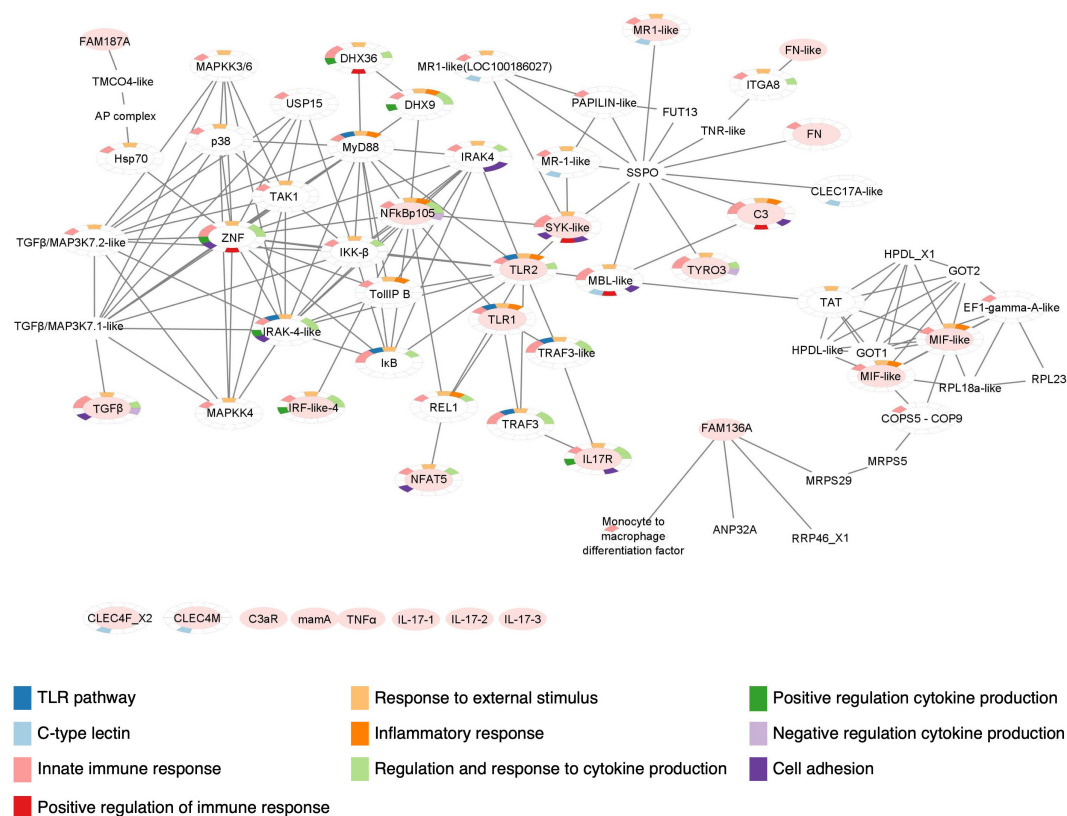 MR1-like
FAM187A
FN-like
DHX36
MAPKK3/6
MR1-like(LOC100186027)
TMCO4-like
ITGA8
USP15
DHX9
PAPILIN-like
FUT13
AP complex
TNR-like
FN
p38
MyD88
Hsp70
IRAK4
MR-1-like
SSPO
CLEC17A-like
TAK1
NFkBp105
C3
SYK-like
ZNF
TGFβ/MAP3K7.2-like
IKK-β
HPDL_X1
TLR2
TYRO3
GOT2
MBL-like
TollIP B
TAT
EF1-gamma-A-like
TLR1
TGFβ/MAP3K7.1-like
IRAK-4-like
MIF-like
HPDL-like
GOT1
TRAF3-like
IκB
MIF-like
RPL23
RPL18a-like
TGFβ
MAPKK4
IRF-like-4
REL1
COPS5 - COP9
TRAF3
FAM136A
IL17R
MRPS5
NFAT5
MRPS29
Monocyte to
macrophage
differentiation factor
ANP32A
RRP46_X1
CLEC4F_X2
CLEC4M
C3aR
mamA
TNFα
IL-17-1
IL-17-2
IL-17-3
TLR pathway
Response to external stimulus
Positive regulation cytokine production
C-type lectin
Inflammatory response
Negative regulation cytokine production
Innate immune response
Regulation and response to cytokine production
Cell adhesion
Positive regulation of immune response